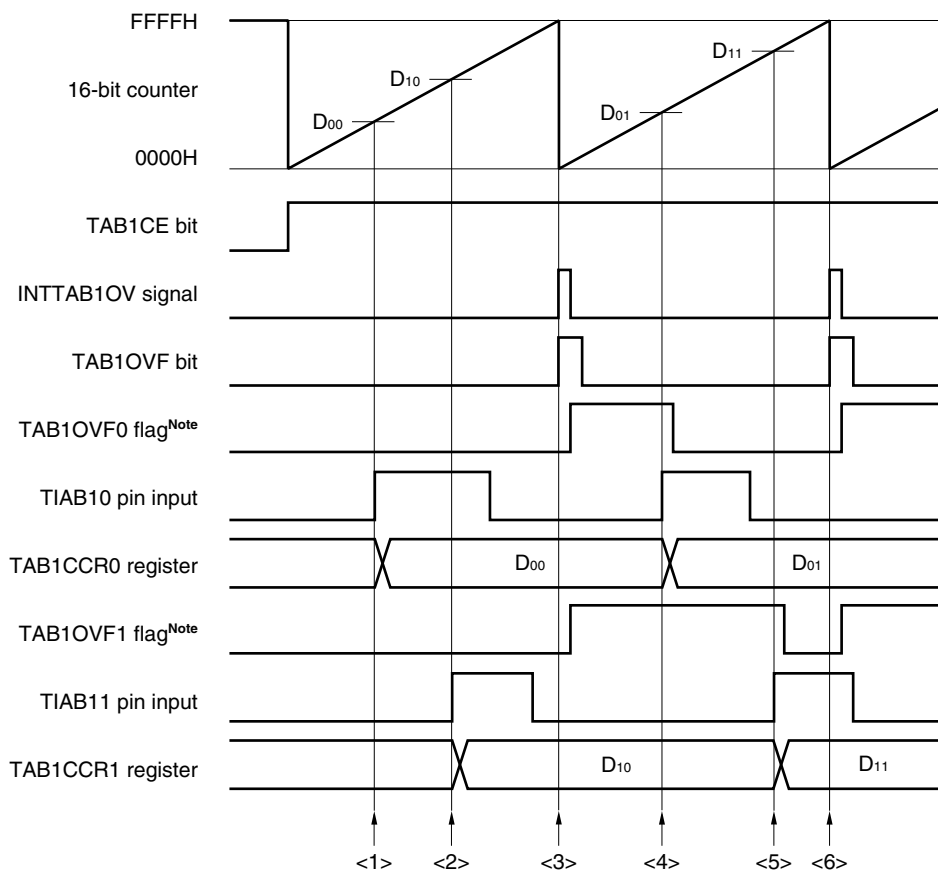 FFFFH
D11
D10
16-bit counter
D00
D01
0000H
TAB1CE bit
INTTAB1OV signal
TAB1OVF bit
TAB1OVF0 flagNote
TIAB10 pin input
TAB1CCR0 register
D00
D01
TAB1OVF1 flagNote
TIAB11 pin input
TAB1CCR1 register
D10
D11
<1> <2> <3> <4> <5> <6>